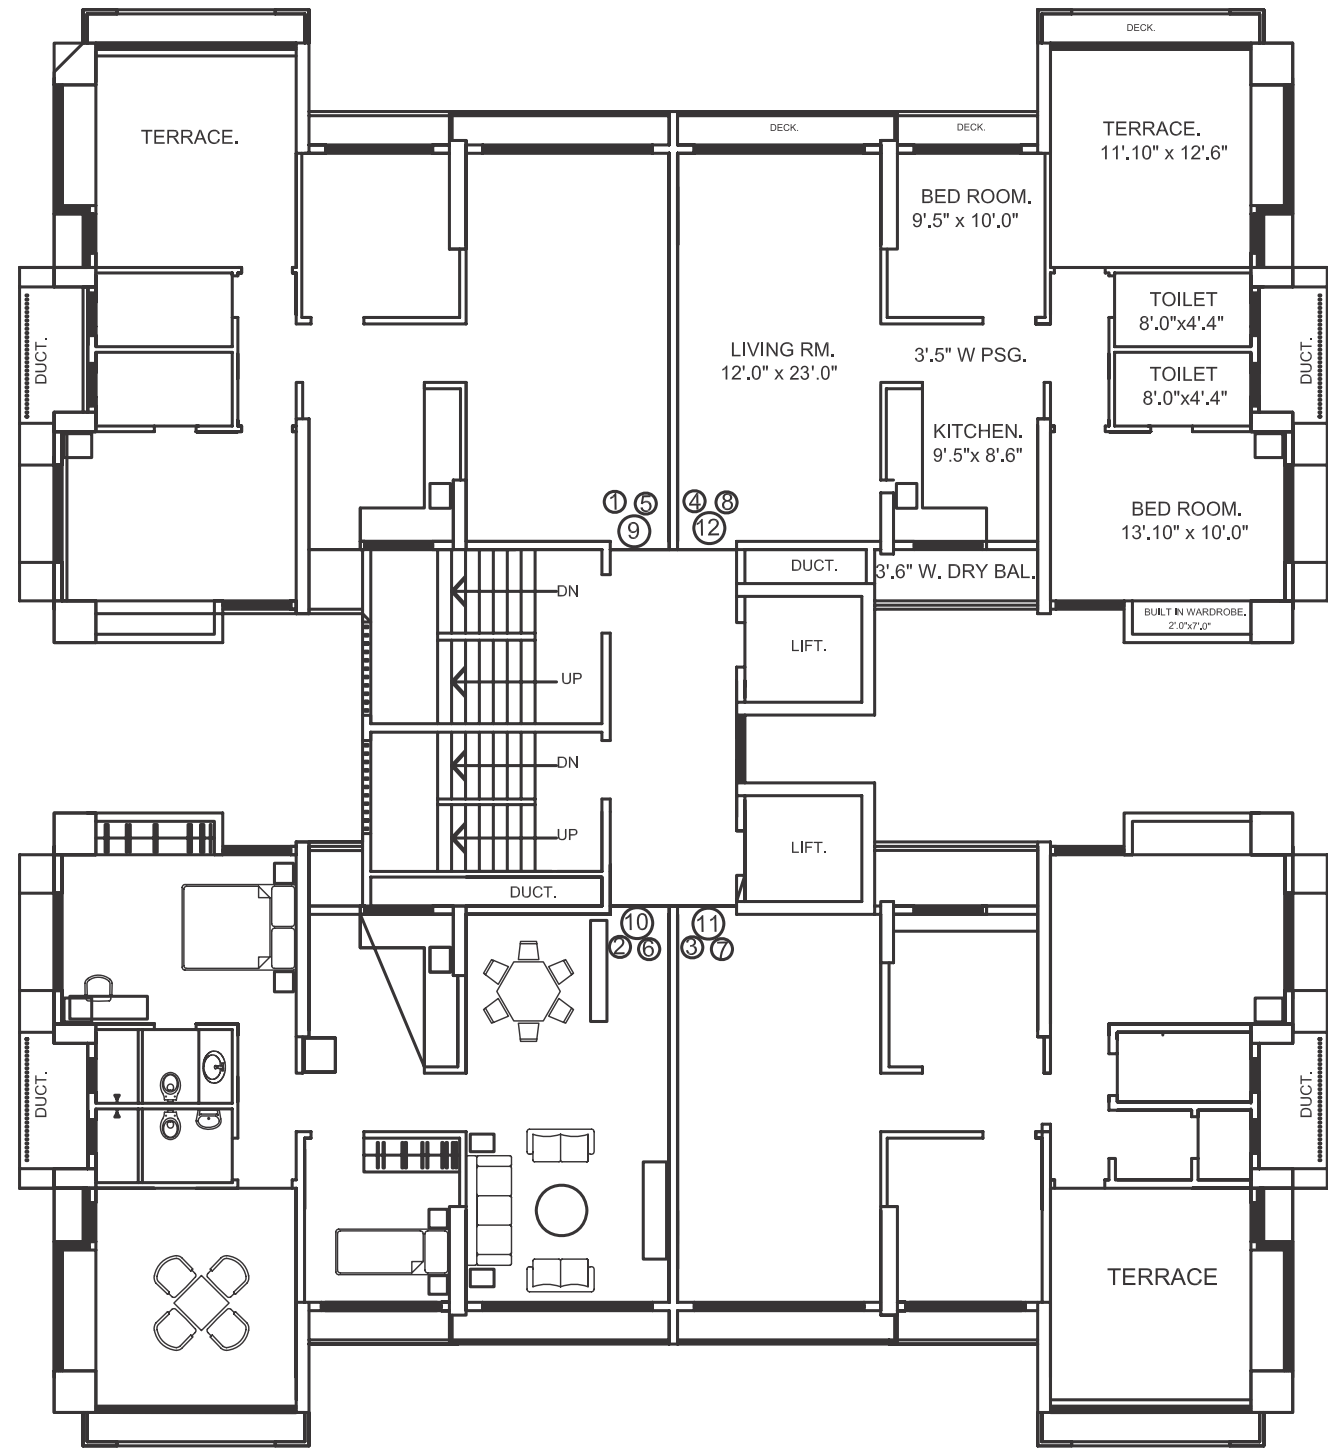 DECK.
TERRACE.
DECK.
DECK.
TERRACE.
11'.10" x 12'.6"
BED ROOM.
9'.5" x 10'.0"
TOILET
8'.0"x4'.4"
DUCT.
LIVING RM.
12'.0" x 23'.0"
3'.5" W PSG.
TOILET
8'.0"x4'.4"
DUCT.
KITCHEN.
9'.5"x 8'.6"
1 5
9
4 8
12
BED ROOM.
13'.10" x 10'.0"
DUCT.
3'.6" W. DRY BAL.
DN
BUILT IN WARDROBE.
2'.0"x7'.0"
LIFT.
UP
DN
UP
LIFT.
DUCT.
10
2 6
11
3 7
DUCT.
DUCT.
TERRACE